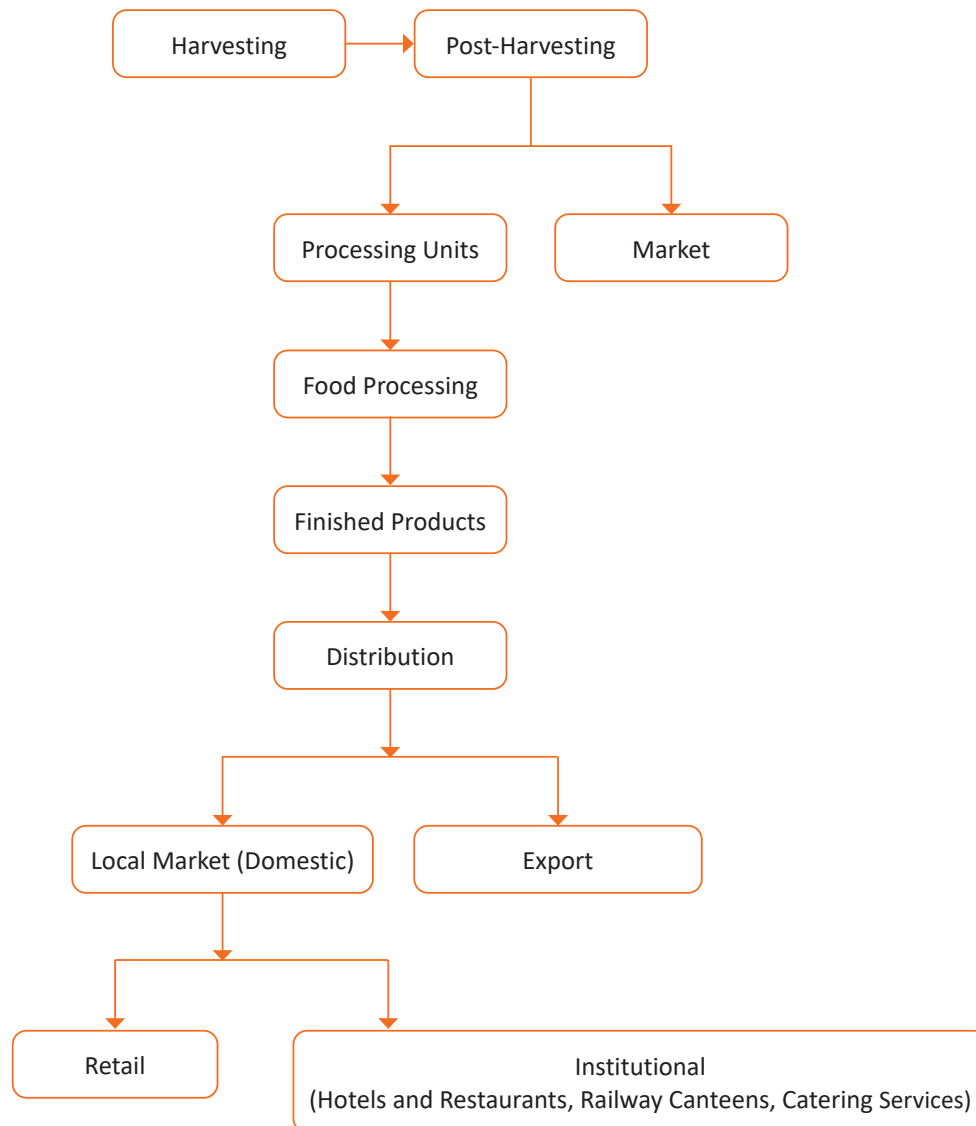 Harvesting
Post-Harvesting
Processing Units
Market
Food Processing
Finished Products
Distribution
Local Market (Domestic)
Export
Retail
Institutional
(Hotels and Restaurants, Railway Canteens, Catering Services)